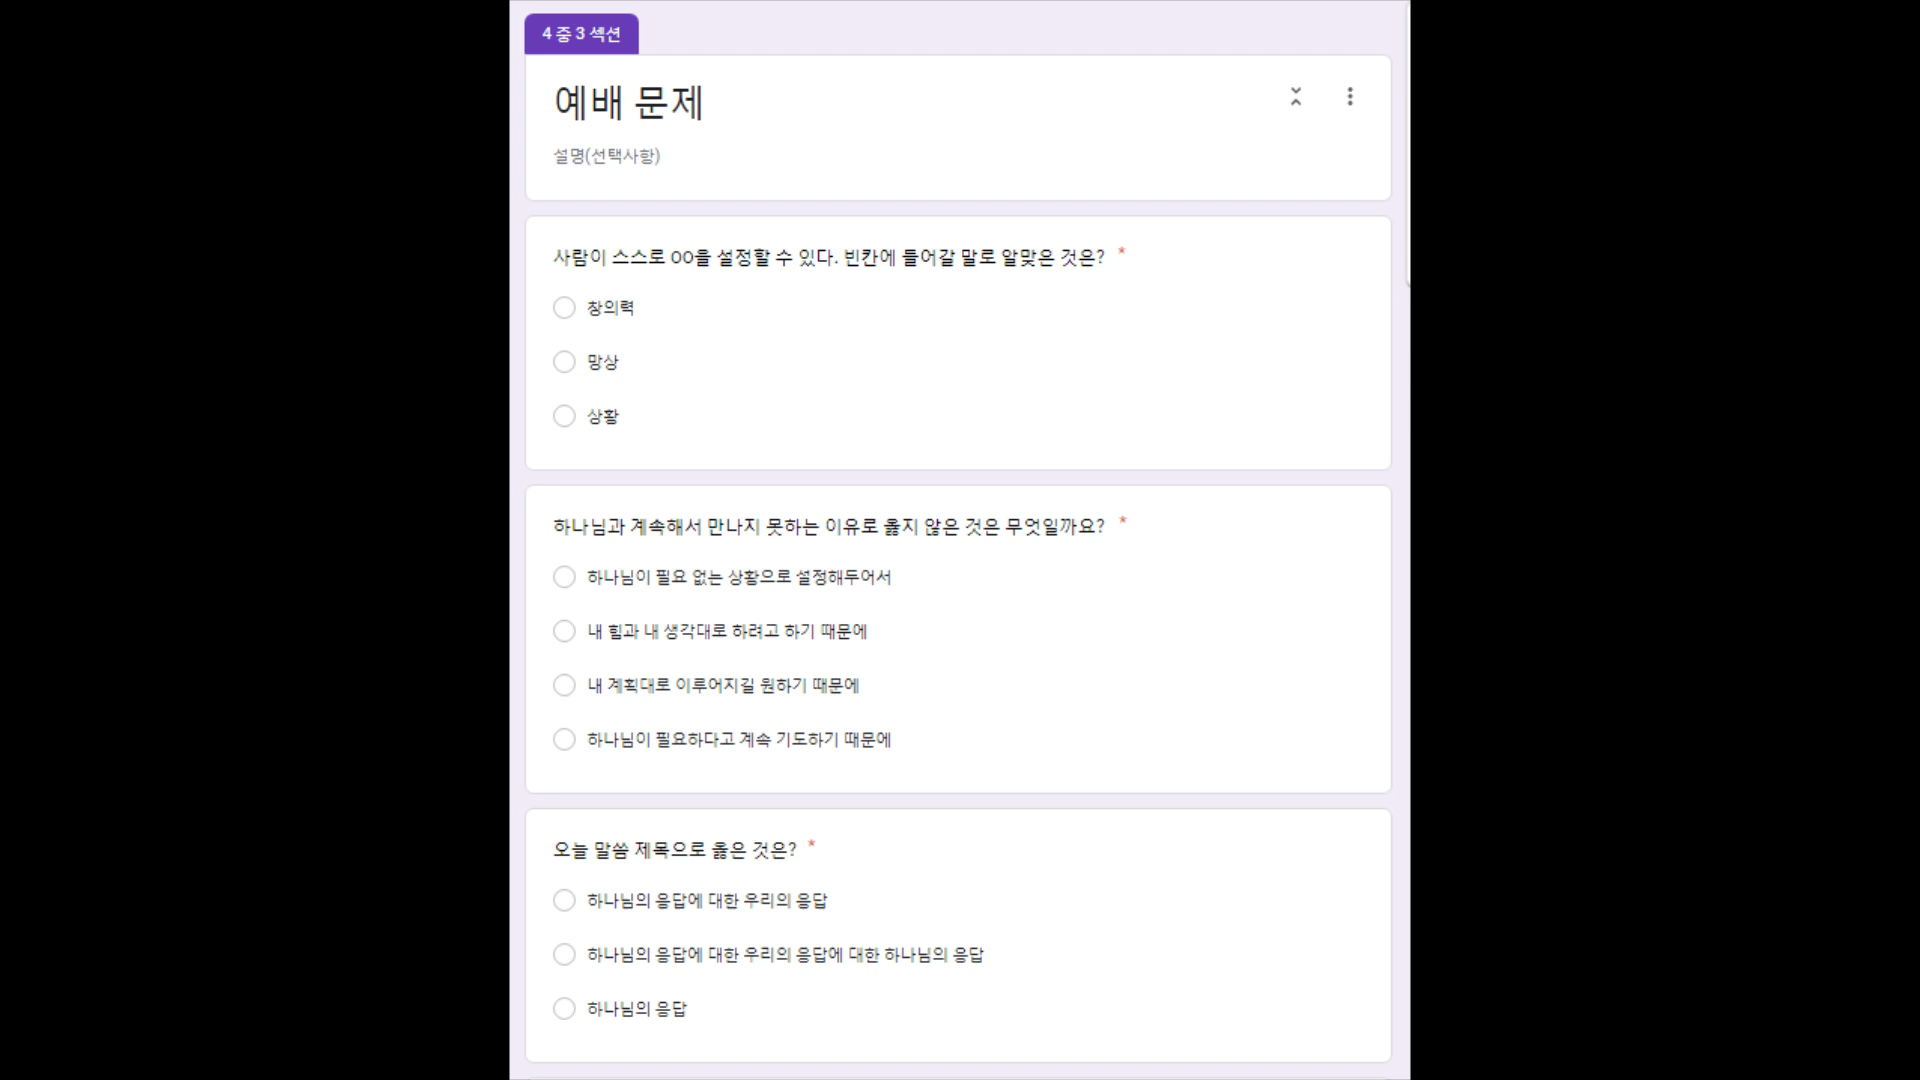 4 중 3 섹션
예배 문제
설명(선택사항)
사람이 스스로 OO을 설정할 수 있다. 빈칸에 들어갈 말로 알맞은 것은? *
창의력
망상
상황
하나님과 계속해서 만나지 못하는 이유로 옳지 않은 것은 무엇일까요? *
하나님이 필요 없는 상황으로 설정해두어서
내 힘과 내 생각대로 하려고 하기 때문에
내 계획대로 이루어지길 원하기 때문에
하나님이 필요하다고 계속 기도하기 때문에
오늘 말씀 제목으로 옳은 것은? *
하나님의 응답에 대한 우리의 응답
하나님의 응답에 대한 우리의 응답에 대한 하나님의 응답
하나님의 응답